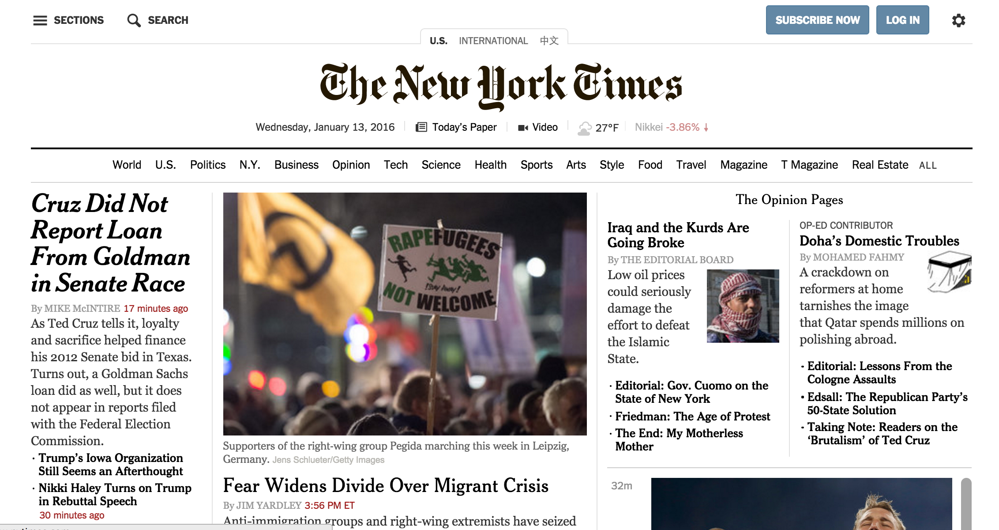 SECTIONS SEARCH
SUBSCRIBE NOW LOG IN
U.S. INTERNATIONAL 中文
The New York Times
Wednesday, January 13, 2016 Today's Paper Video 27°F Nikkei -3.86% ↓
World U.S. Politics N.Y. Business Opinion Tech Science Health Sports Arts Style Food Travel Magazine T Magazine Real Estate ALL
Cruz Did Not
Report Loan
From Goldman
in Senate Race
By MIKE McINTIRE 17 minutes ago
As Ted Cruz tells it, loyalty
and sacrifice helped finance
his 2012 Senate bid in Texas.
Turns out, a Goldman Sachs
loan did as well, but it does
not appear in reports filed
with the Federal Election
Commission.
· Trump's Iowa Organization
Still Seems an Afterthought
· Nikki Haley Turns on Trump
in Rebuttal Speech
30 minutes ago
RAPEFUGEES
!Stay Away!
NOT WELCOME
Supporters of the right-wing group Pegida marching this week in Leipzig,
Germany. Jens Schlueter/Getty Images
Fear Widens Divide Over Migrant Crisis
By JIM YARDLEY 3:56 PM ET
Anti-immigration groups and right-wing extremists have seized
The Opinion Pages
Iraq and the Kurds Are
Going Broke
By THE EDITORIAL BOARD
Low oil prices
could seriously
damage the
effort to defeat
the Islamic
State.
· Editorial: Gov. Cuomo on the
State of New York
· Friedman: The Age of Protest
· The End: My Motherless
Mother
OP-ED CONTRIBUTOR
Doha's Domestic Troubles
By MOHAMED FAHMY
A crackdown on
reformers at home
tarnishes the image
that Qatar spends millions on
polishing abroad.
· Editorial: Lessons From the
Cologne Assaults
· Edsall: The Republican Party's
50-State Solution
· Taking Note: Readers on the
'Brutalism' of Ted Cruz
32m